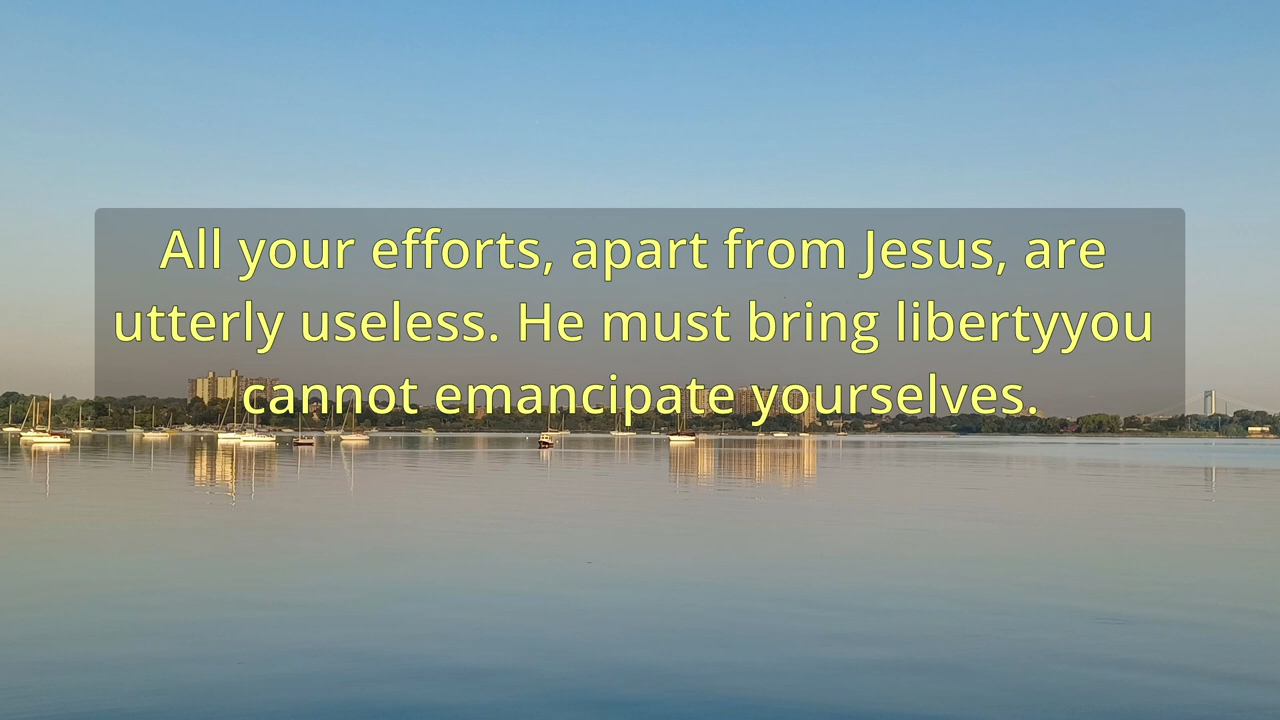 All your efforts, apart from Jesus, are
utterly useless. He must bring libertyyou
cannot emancipate yourselves.